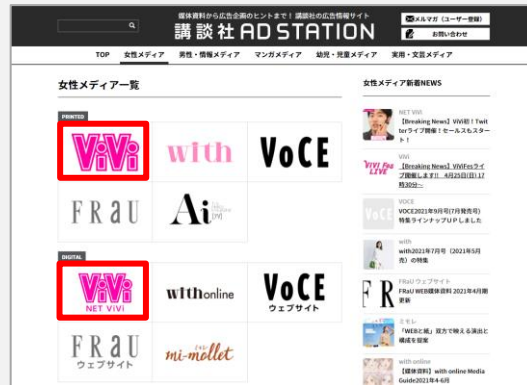 媒体資料から広告企画のヒントまで！ 講談社の広告情報サイト
講談社 AD STATION
メルマガ（ユーザー登録）
お問い合わせ
TOP 女性メディア 男性・情報メディア マンガメディア 幼児・児童メディア 実用・文芸メディア
女性メディア一覧
PRINTED
ViVi
with
VoCE
FRaU
Ai
DIGITAL
ViVi
NET ViVi
withonline
VoCE
ウェブサイト
FRaU
ウェブサイト
mi-mollet
女性メディア新着NEWS
NET ViVi
【Breaking News】ViVi初！Twit
terライブ開催！セールスもスター
ト！
ViVi Fes
LIVE
ViVi
【Breaking News】ViViFesライ
ブ開催します!! 4月25日(日)17
時30分～
VoCE
VOCE
VOCE2021年9月号(7月発売号)
特集ラインナップUPしました
with
with2021年7月号（2021年5月
売）の特集
FR
FRaU ウェブサイト
FRaU WEB媒体資料 2021年4月期
更新
ミモレ
「WEBと紙」双方で映える演出と
構成を提案
with online
【媒体資料】with online Media
Guide2021年4-6月